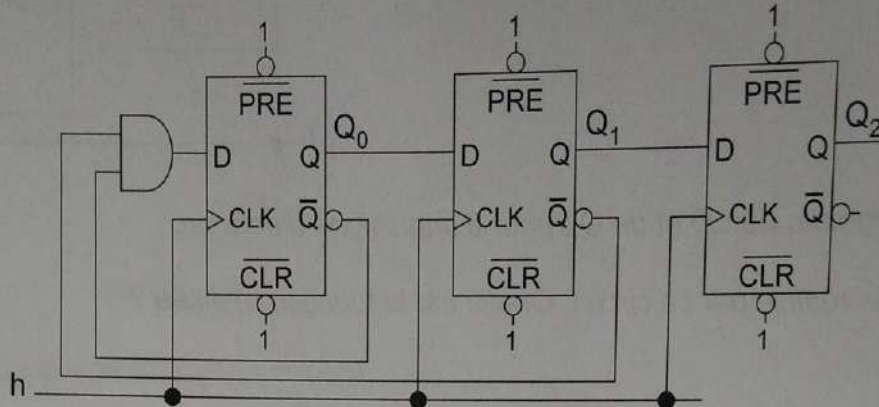 1 1 1
PRE PRE PRE
Q0 Q1 Q2
D Q D Q D Q
CLK Q̅ CLK Q̅ CLK Q̅
CLR CLR CLR
1 1 1
h